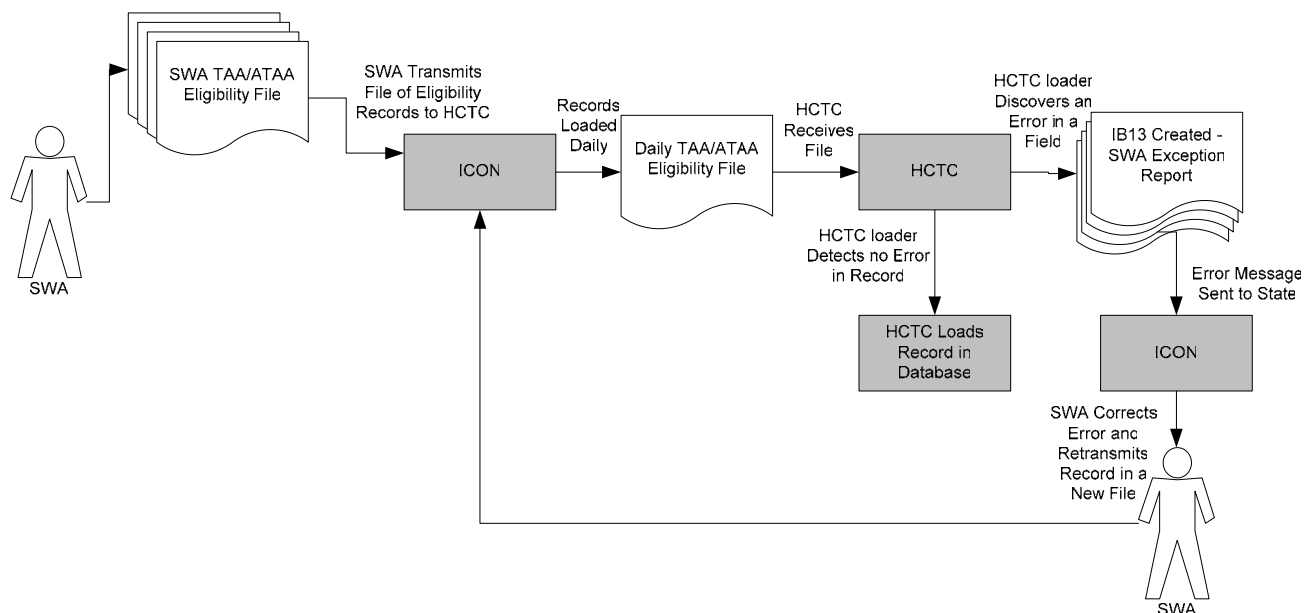 SWA TAA/ATAA
Eligibility File
SWA
SWA Transmits
File of Eligibility
Records to HCTC
ICON
Records
Loaded
Daily
Daily TAA/ATAA
Eligibility File
HCTC
Receives
File
HCTC
HCTC loader
Discovers an
Error in a
Field
IB13 Created -
SWA Exception
Report
HCTC loader
Detects no Error
in Record
HCTC Loads
Record in
Database
Error Message
Sent to State
ICON
SWA Corrects
Error and
Retransmits
Record in a
New File
SWA